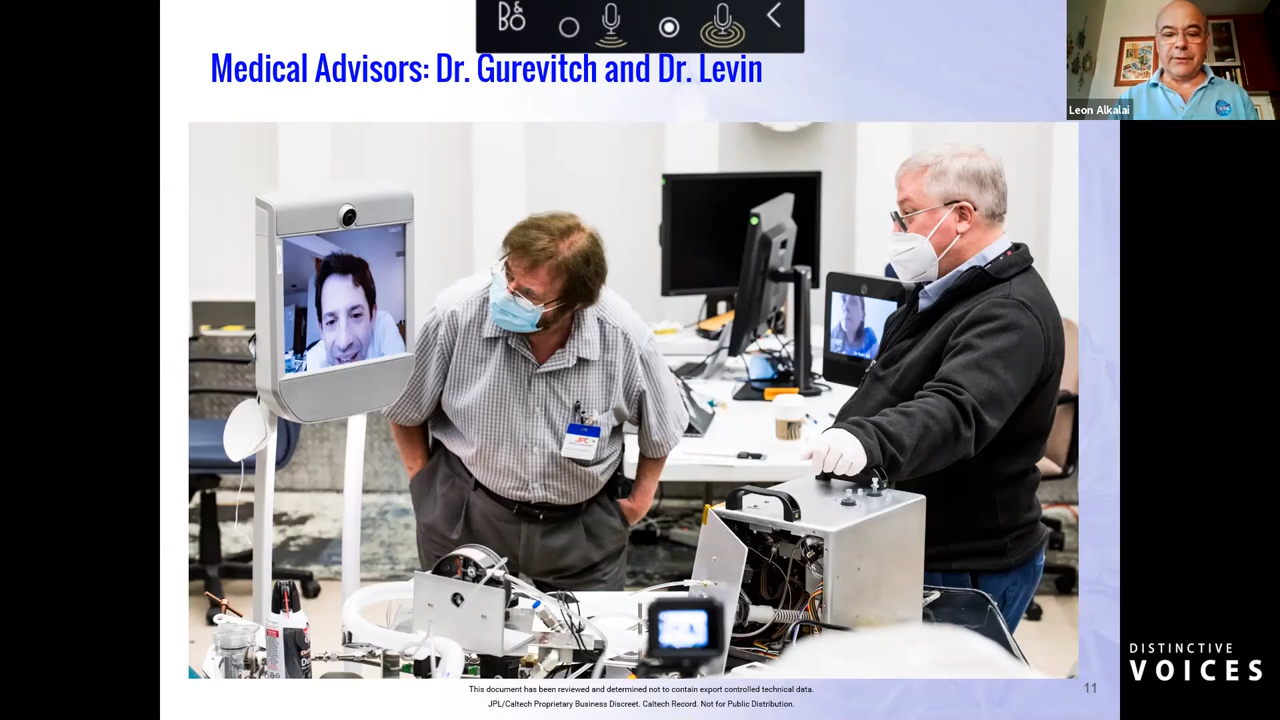 B&O
Medical Advisors: Dr. Gurevitch and Dr. Levin
Leon Alkalai
This document has been reviewed and determined not to contain export controlled technical data.
JPL/Caltech Proprietary Business Discreet. Caltech Record. Not for Public Distribution.
11
DISTINCTIVE
VOICES